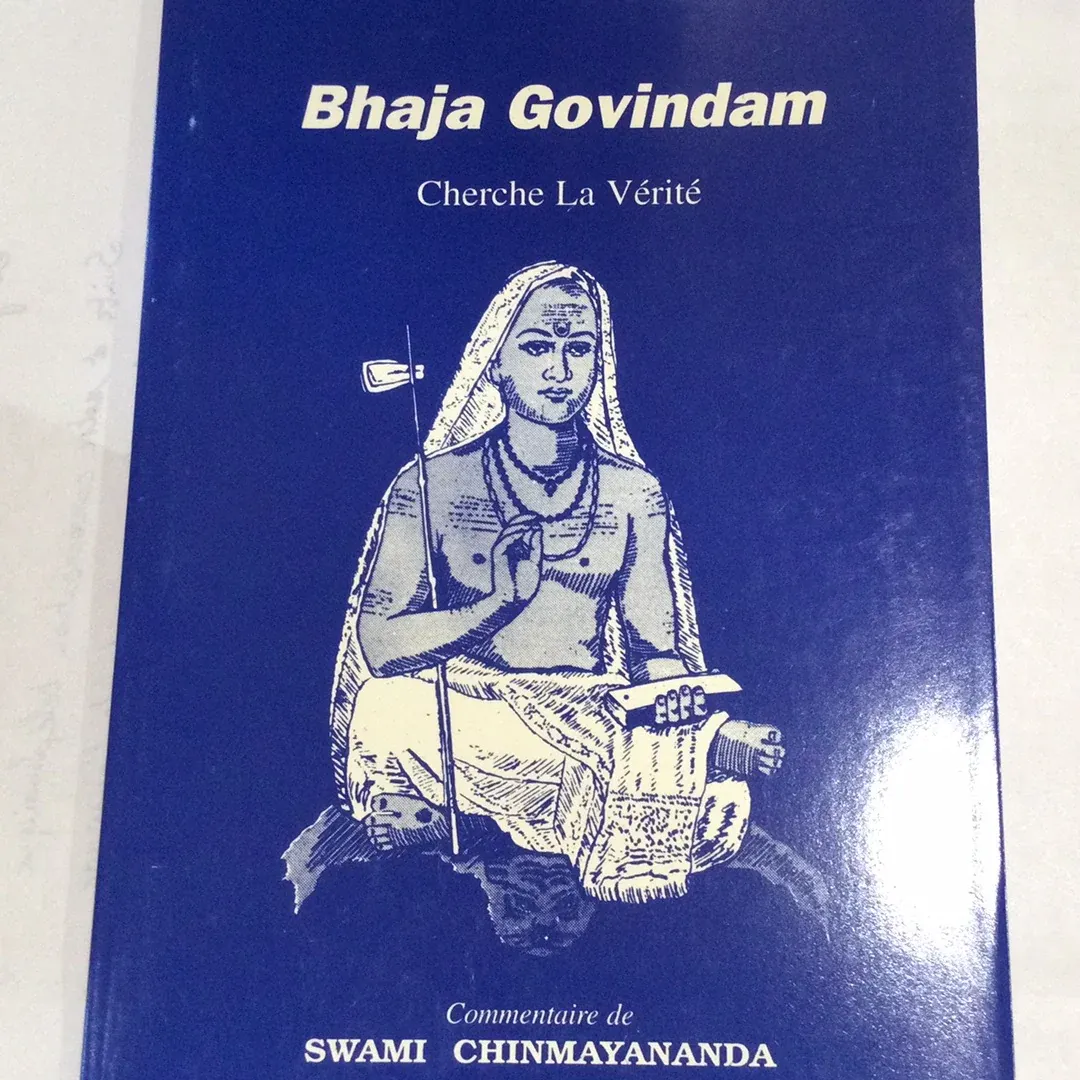 Bhaja Govindam
Cherche La Vérité
Commentaire de
SWAMI CHINMAYANANDA